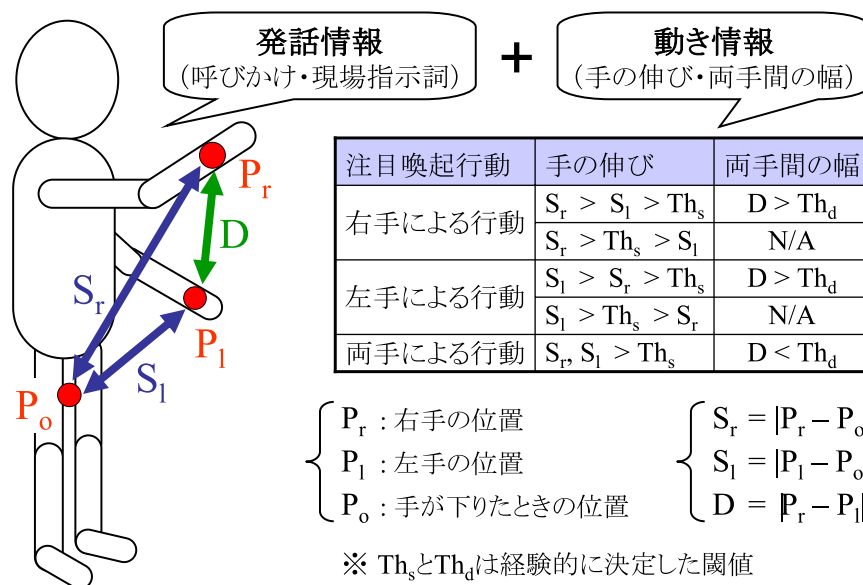 発話情報
(呼びかけ・現場指示詞)
+
動き情報
(手の伸び・両手間の幅)
注目喚起行動 手の伸び 両手間の幅
右手による行動 Sr > Sl > Ths D > Thd
Sr > Ths > Sl N/A
左手による行動 Sl > Sr > Ths D > Thd
Sl > Ths > Sr N/A
両手による行動 Sr, Sl > Ths D < Thd
Pr
D
Sr
Pl
Sl
Po
Pr : 右手の位置
Pl : 左手の位置
Po : 手が下りたときの位置
Sr = |Pr – Po
Sl = |Pl – Po
D = |Pr – Pl|
※ ThsとThdは経験的に決定した閾値